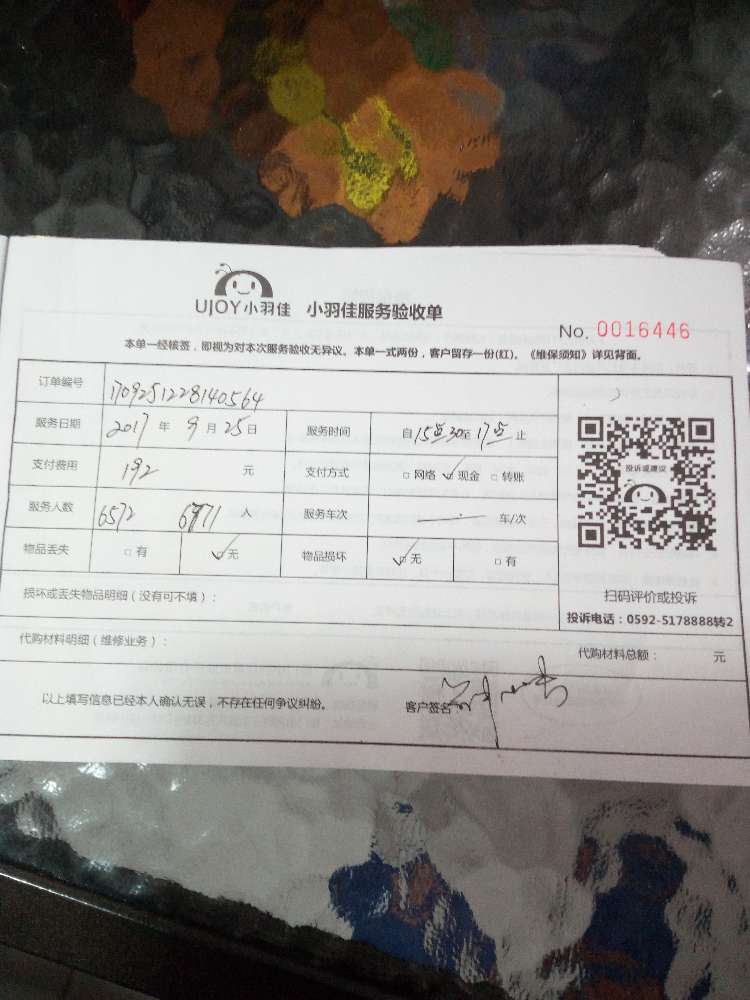 UJOY小羽佳 小羽佳服务验收单
No. 0016446
本单一经核签，即视为对本次服务验收无异议。本单一式两份，客户留存一份(红)。《维保须知》详见背面。
订单编号 170925122814056​4
服务日期 2017 年 9 月 25 日 服务时间 自 15点30至 17点 止
支付费用 192 元 支付方式 □网络 ☑现金 □转账
服务人数 6572 6771 人 服务车次 — 车/次
物品丢失 □有 ☑无 物品损坏 ☑无 □有
投诉或建议
扫码评价或投诉
投诉电话：0592-5178888转2
损坏或丢失物品明细（没有可不填）：
代购材料明细（维修业务）： 代购材料总额： 元
以上填写信息已经本人确认无误，不存在任何争议纠纷。 客户签名